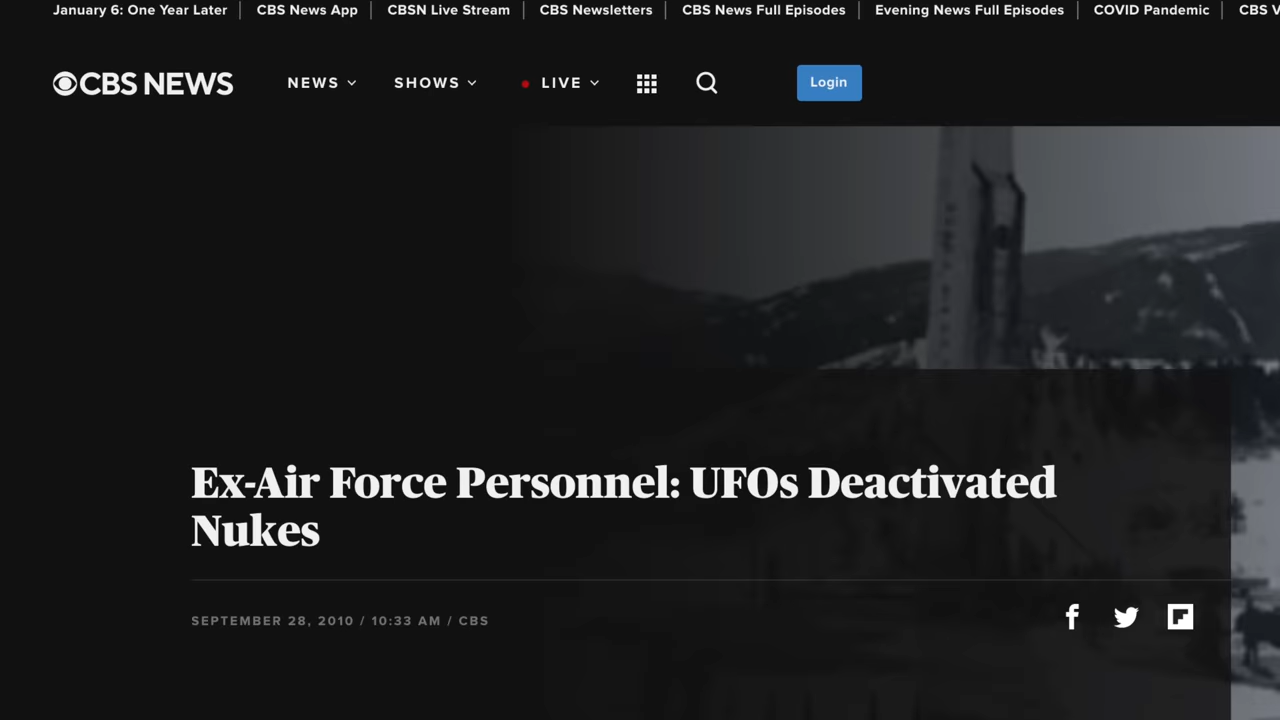 January 6: One Year Later CBS News App CBSN Live Stream CBS Newsletters CBS News Full Episodes Evening News Full Episodes COVID Pandemic CBS V
CBS NEWS NEWS SHOWS LIVE Login
Ex-Air Force Personnel: UFOs Deactivated
Nukes
SEPTEMBER 28, 2010 / 10:33 AM / CBS